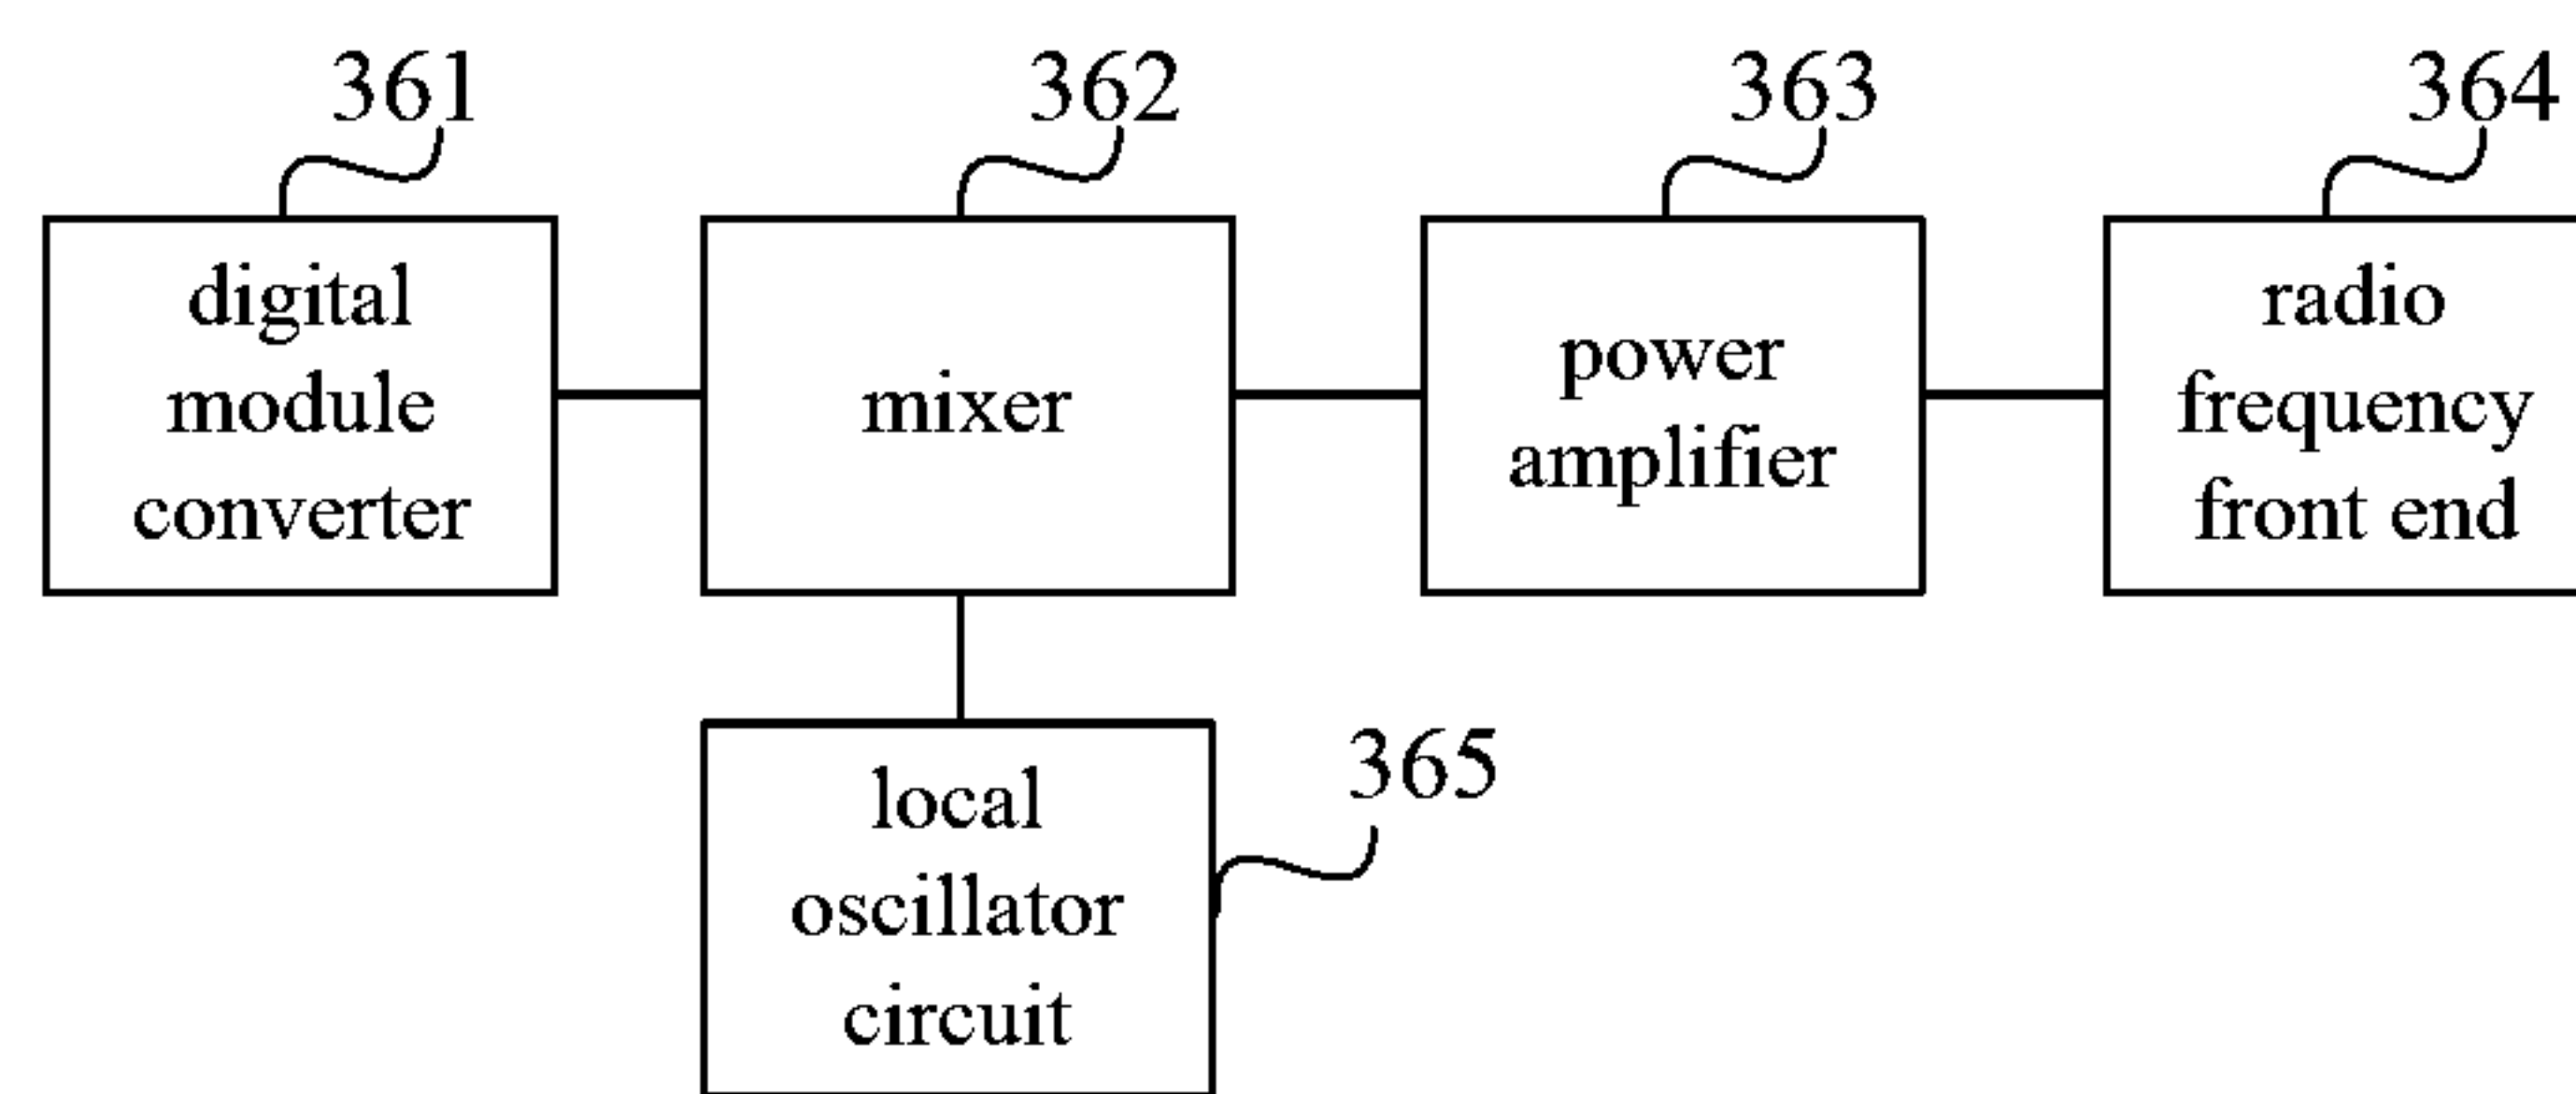 361
362
363
364
digital
module
converter
mixer
power
amplifier
radio
frequency
front end
local
oscillator
circuit
365